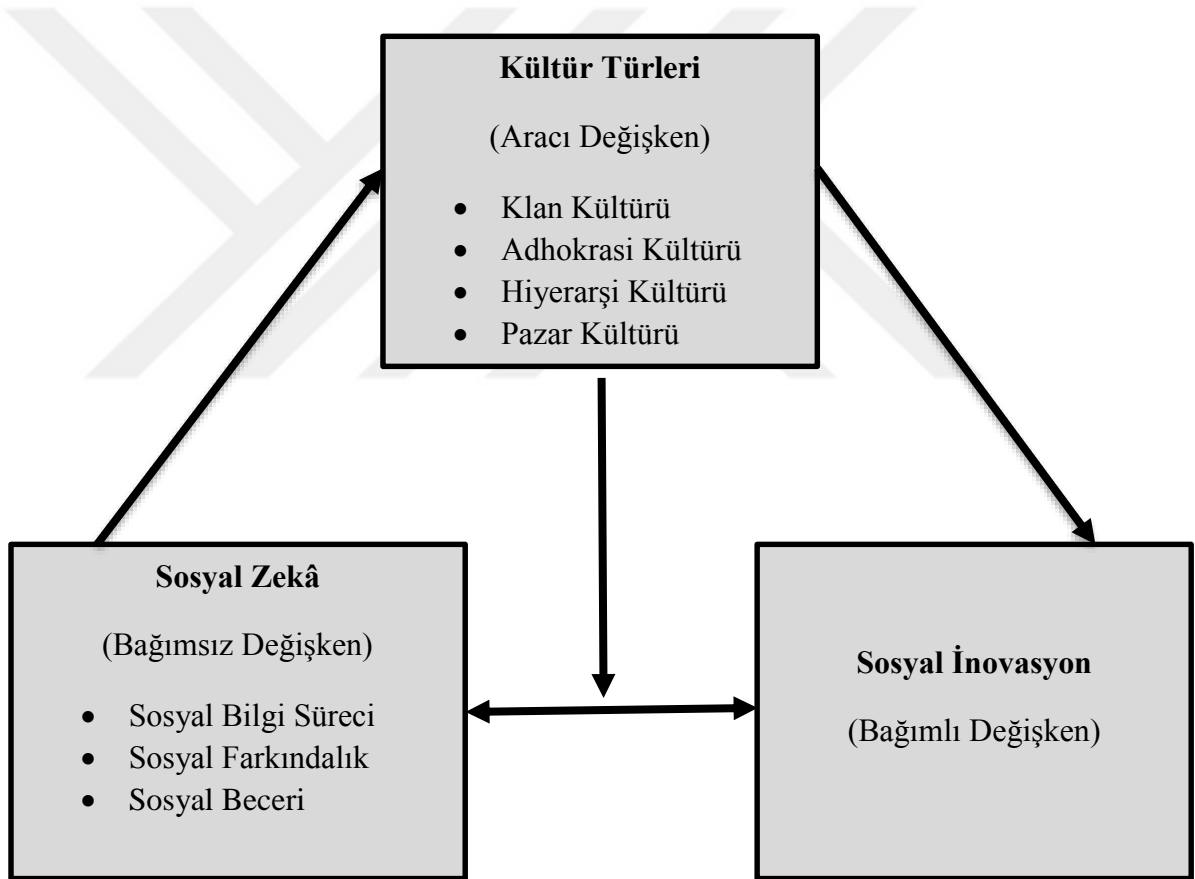 Kültür Türleri
(Aracı Değişken)
• Klan Kültürü
• Adhokrasi Kültürü
• Hiyerarşi Kültürü
• Pazar Kültürü
Sosyal Zekâ
(Bağımsız Değişken)
• Sosyal Bilgi Süreci
• Sosyal Farkındalık
• Sosyal Beceri
Sosyal İnovasyon
(Bağımlı Değişken)